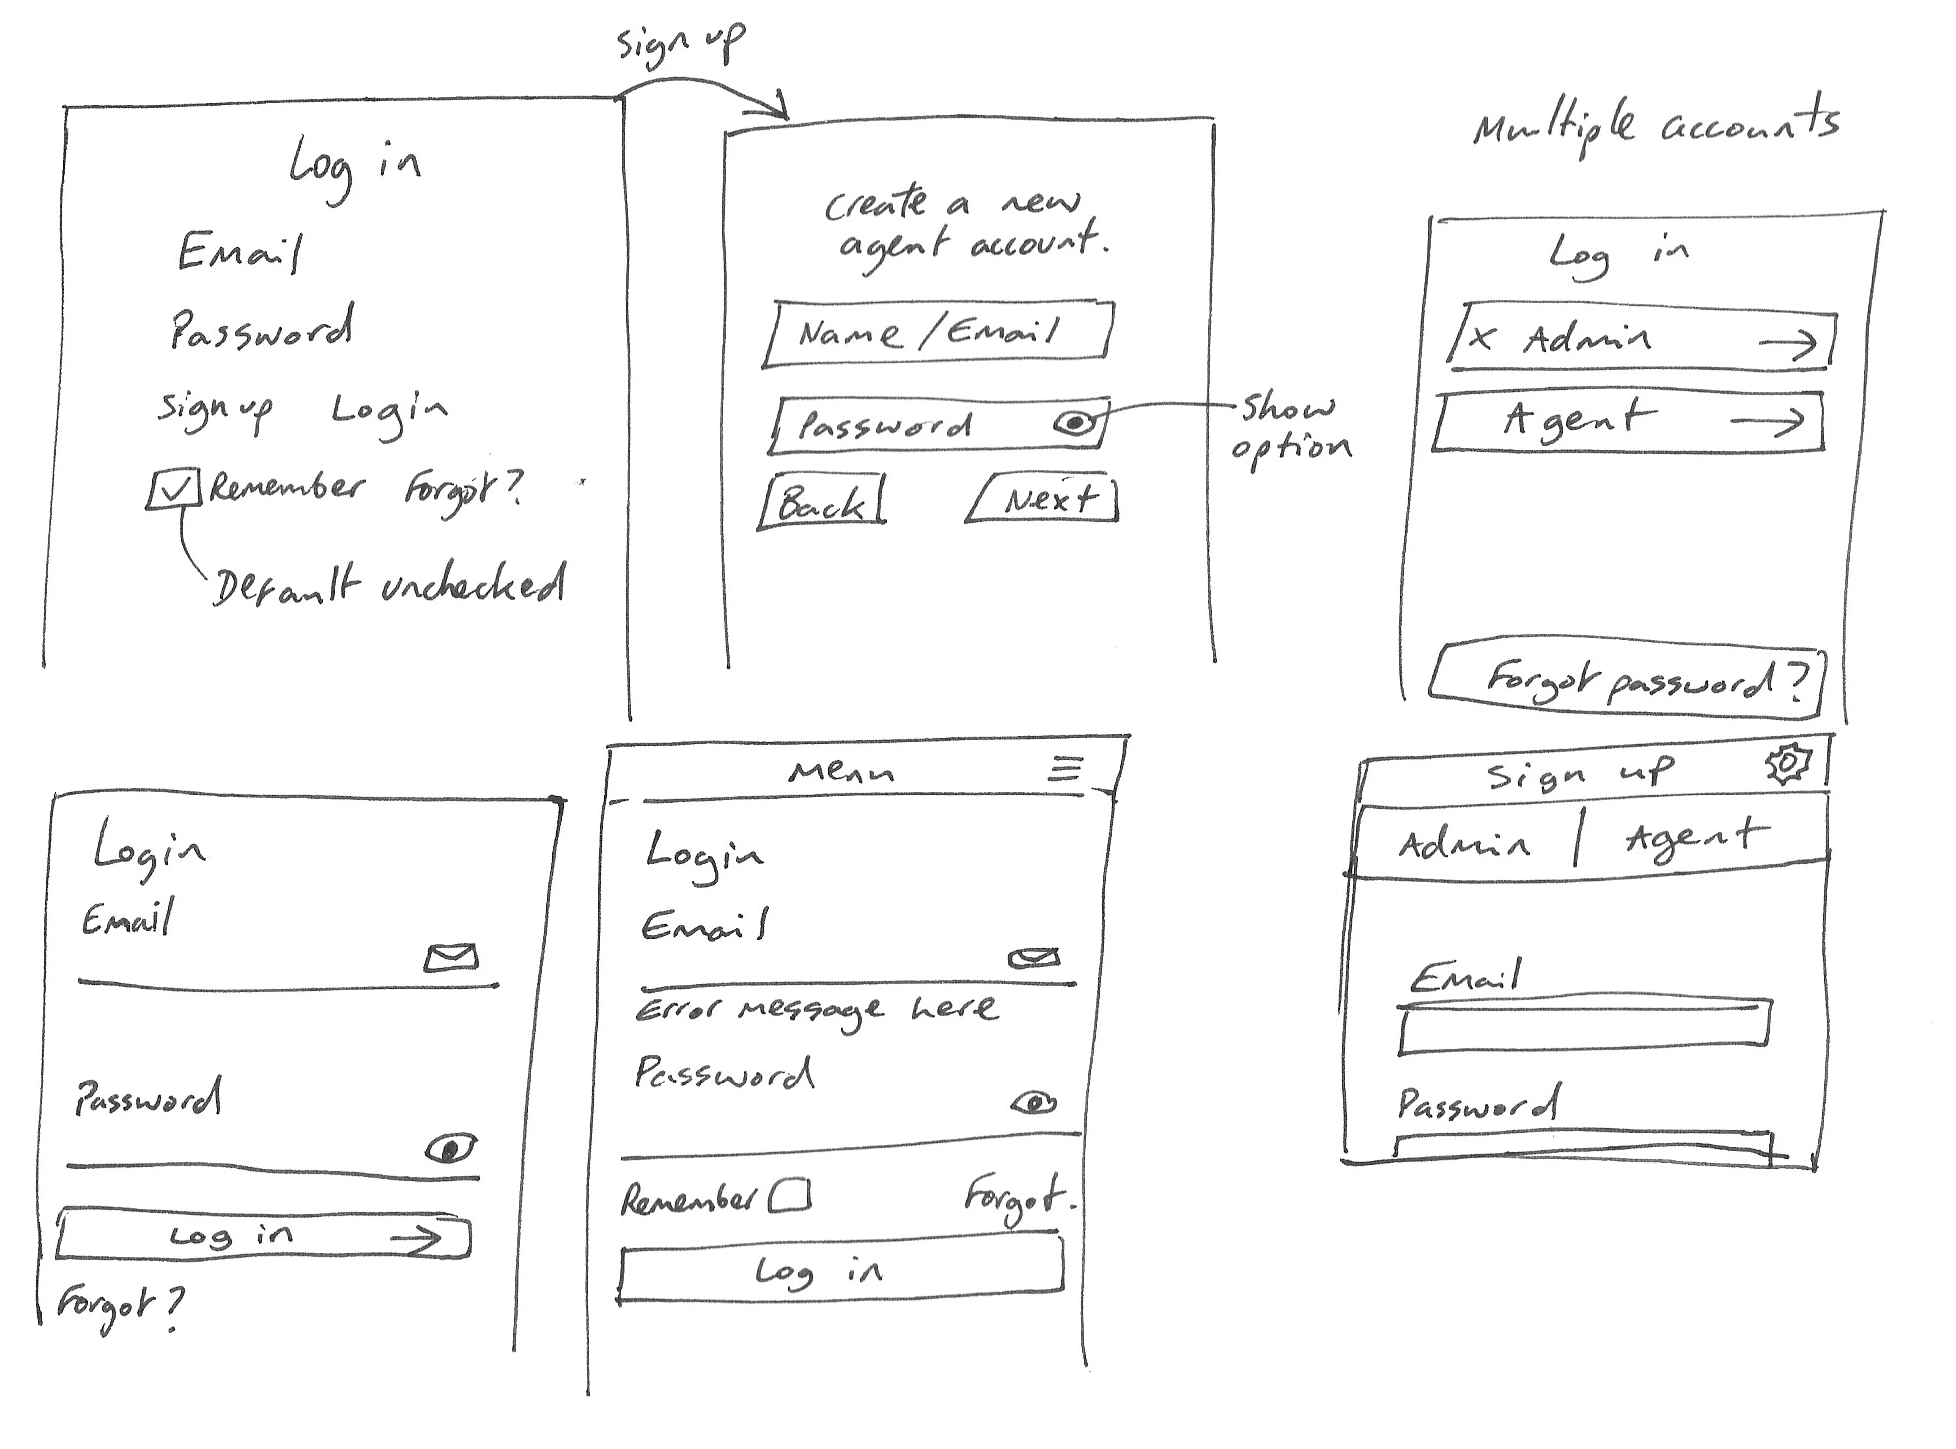 sign up
Log in
Email
Password
Sign up Login
Remember Forgot?
Default unchecked
create a new
agent account.
Name / Email
Password
show
option
Back Next
Multiple accounts
Log in
x Admin
Agent
Forgot password?
Login
Email
Password
Log in
Forgot?
Menu
Login
Email
Error message here
Password
Remember Forgot.
Log in
Sign up
Admin | Agent
Email
Password